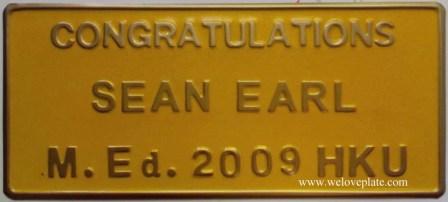 CONGRATULATIONS
SEAN EARL
M. Ed. 2009 HKU
www.weloveplate.com